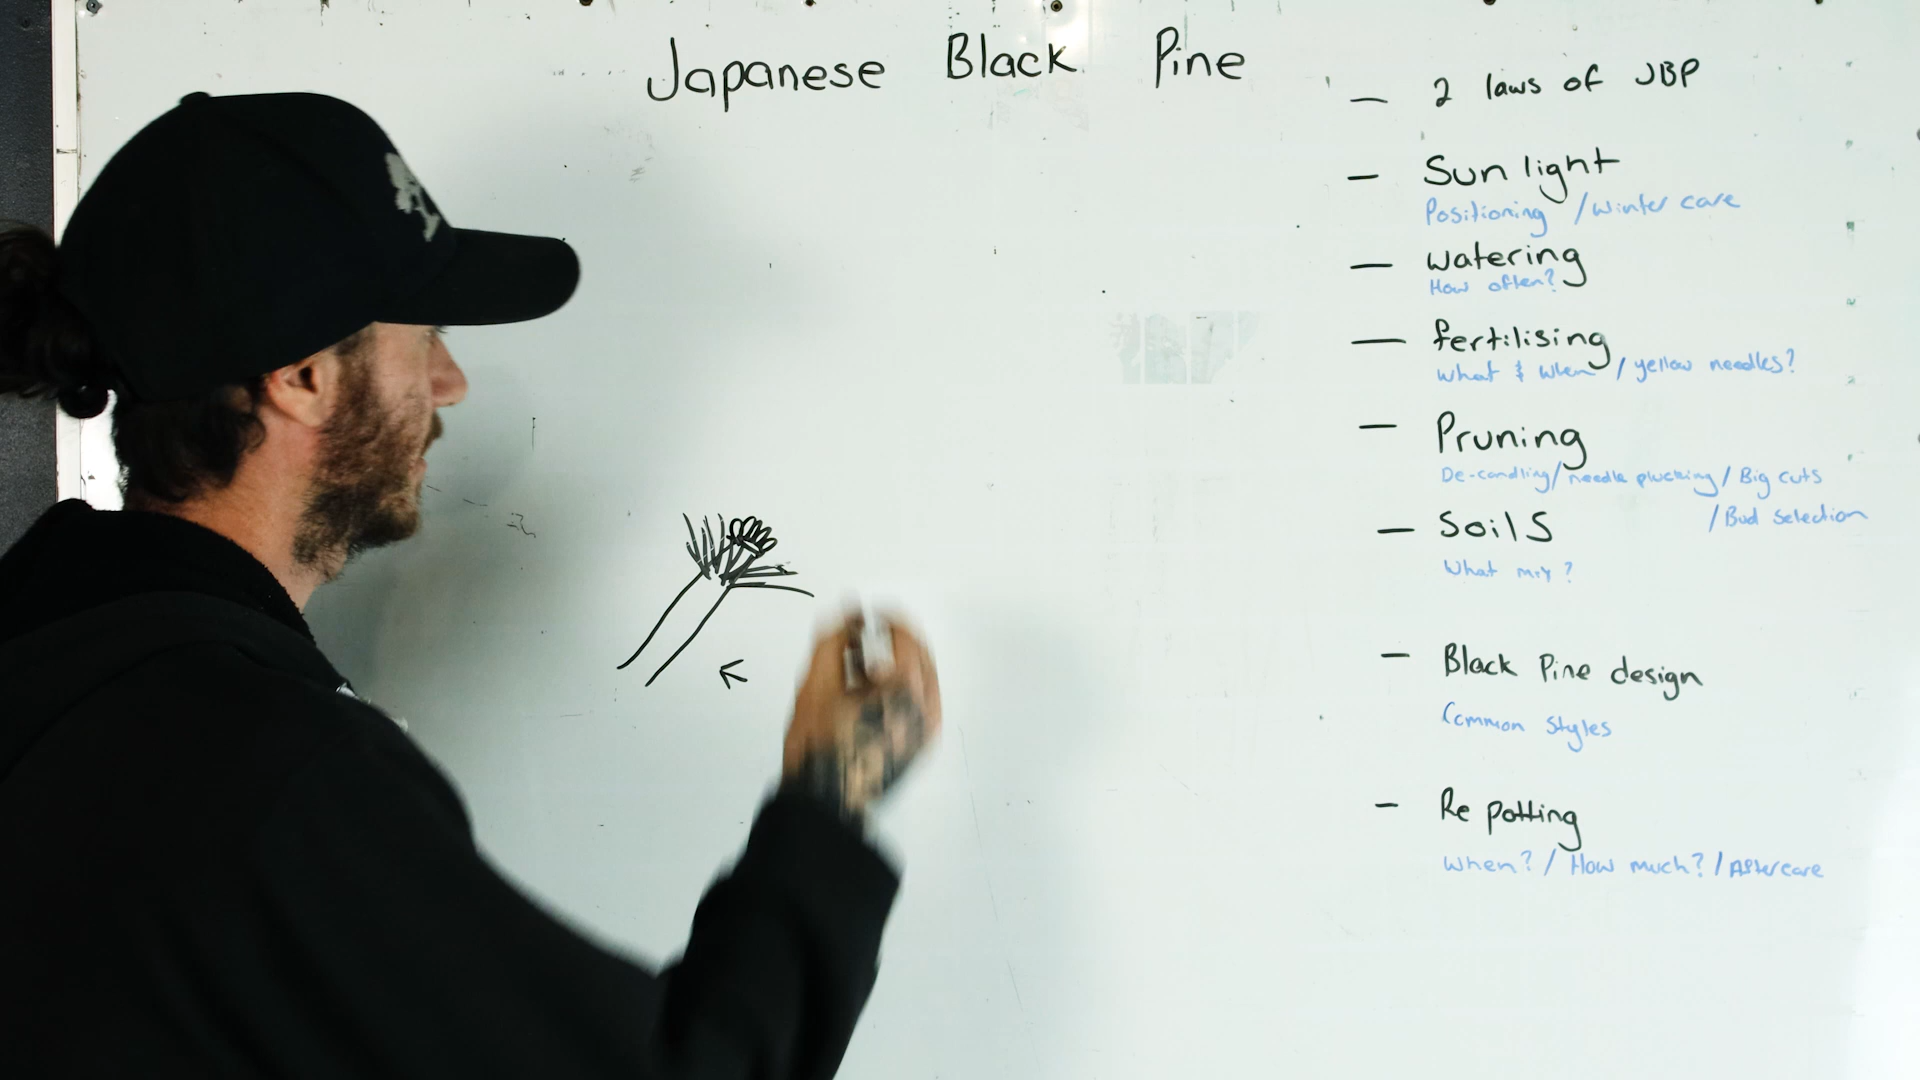 Japanese Black Pine
— 2 laws of JBP
— Sun light
Positioning / Winter care
— watering
How often?
— fertilising
What & When / yellow needles?
— Pruning
De-candling / needle plucking / Big cuts
/ Bud Selection
— Soils
What mix?
— Black Pine design
Common Styles
— Re potting
When? / How much? / Aftercare